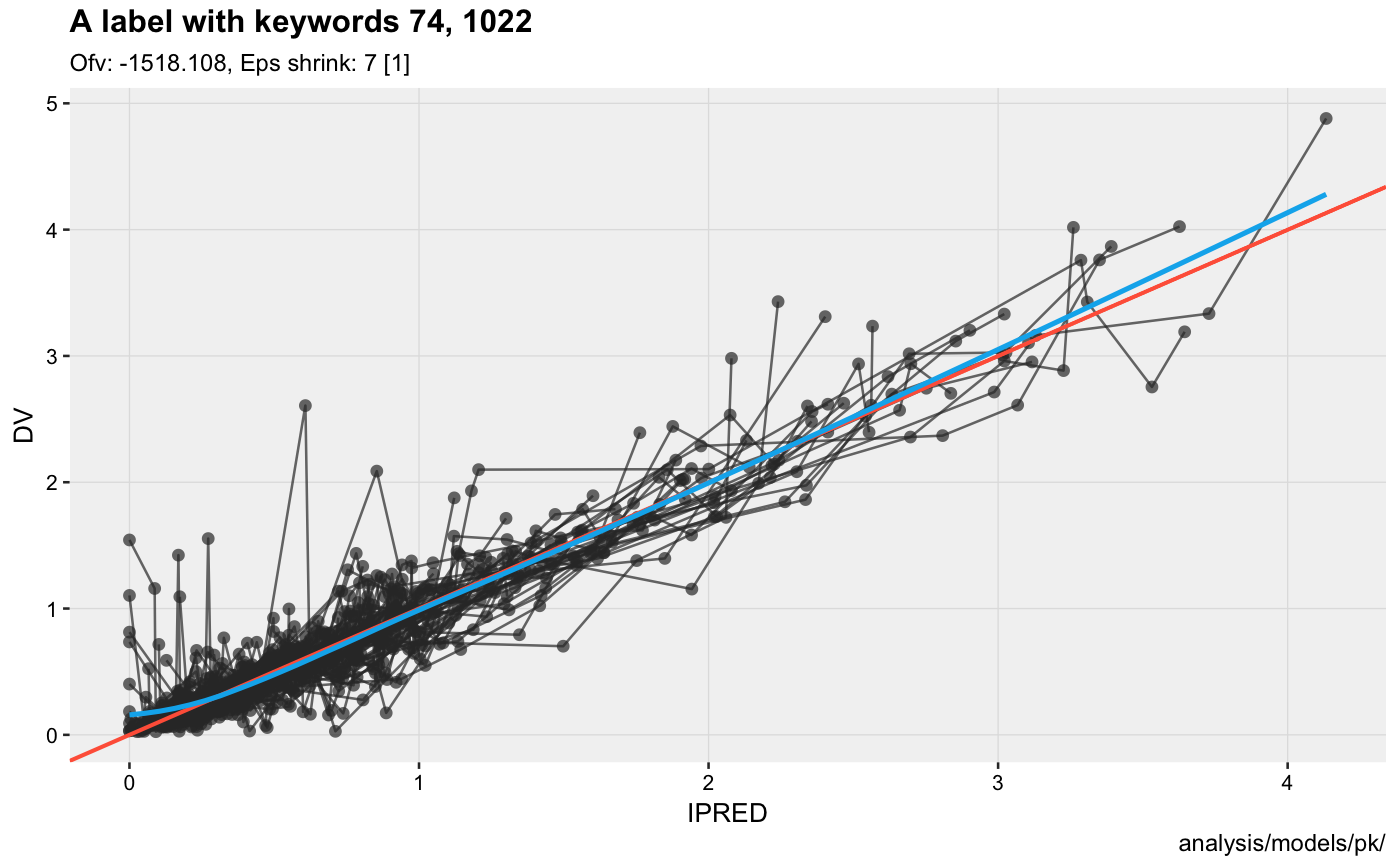 A label with keywords 74, 1022
Ofv: -1518.108, Eps shrink: 7 [1]
5
4
3
2
1
0
DV
0 1 2 3 4
IPRED
analysis/models/pk/